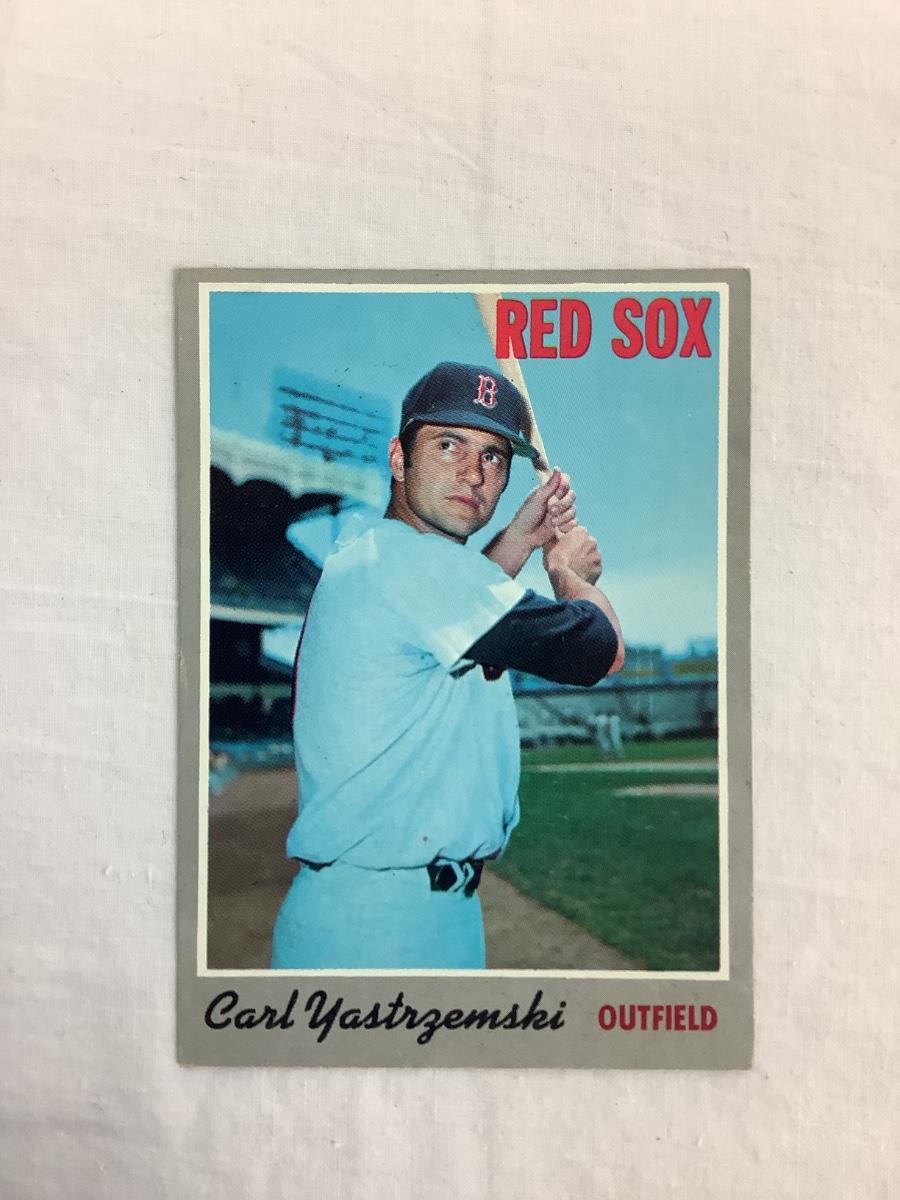 RED SOX
B
Carl Yastrzemski OUTFIELD